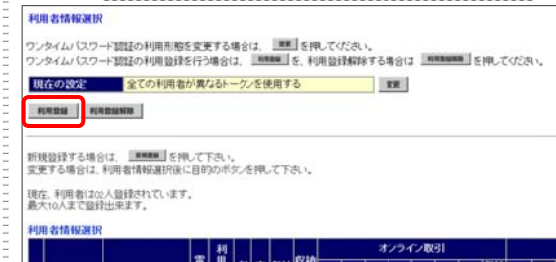 利用者情報選択
ワンタイムパスワード認証の利用形態を変更する場合は、 変更 を押してください。
ワンタイムパスワード認証の利用登録を行う場合は、 利用登録 を、利用登録解除する場合は 利用登録解除 を押してください。
現在の設定 全ての利用者が異なるトークンを使用する 変更
利用登録 利用登録解除
新規登録する場合は、 新規登録 を押して下さい。
変更する場合は、利用者情報選択後に目的のボタンを押して下さい。
現在、利用者は02人登録されています。
最大10人まで登録出来ます。
利用者情報選択
オンライン取引
利